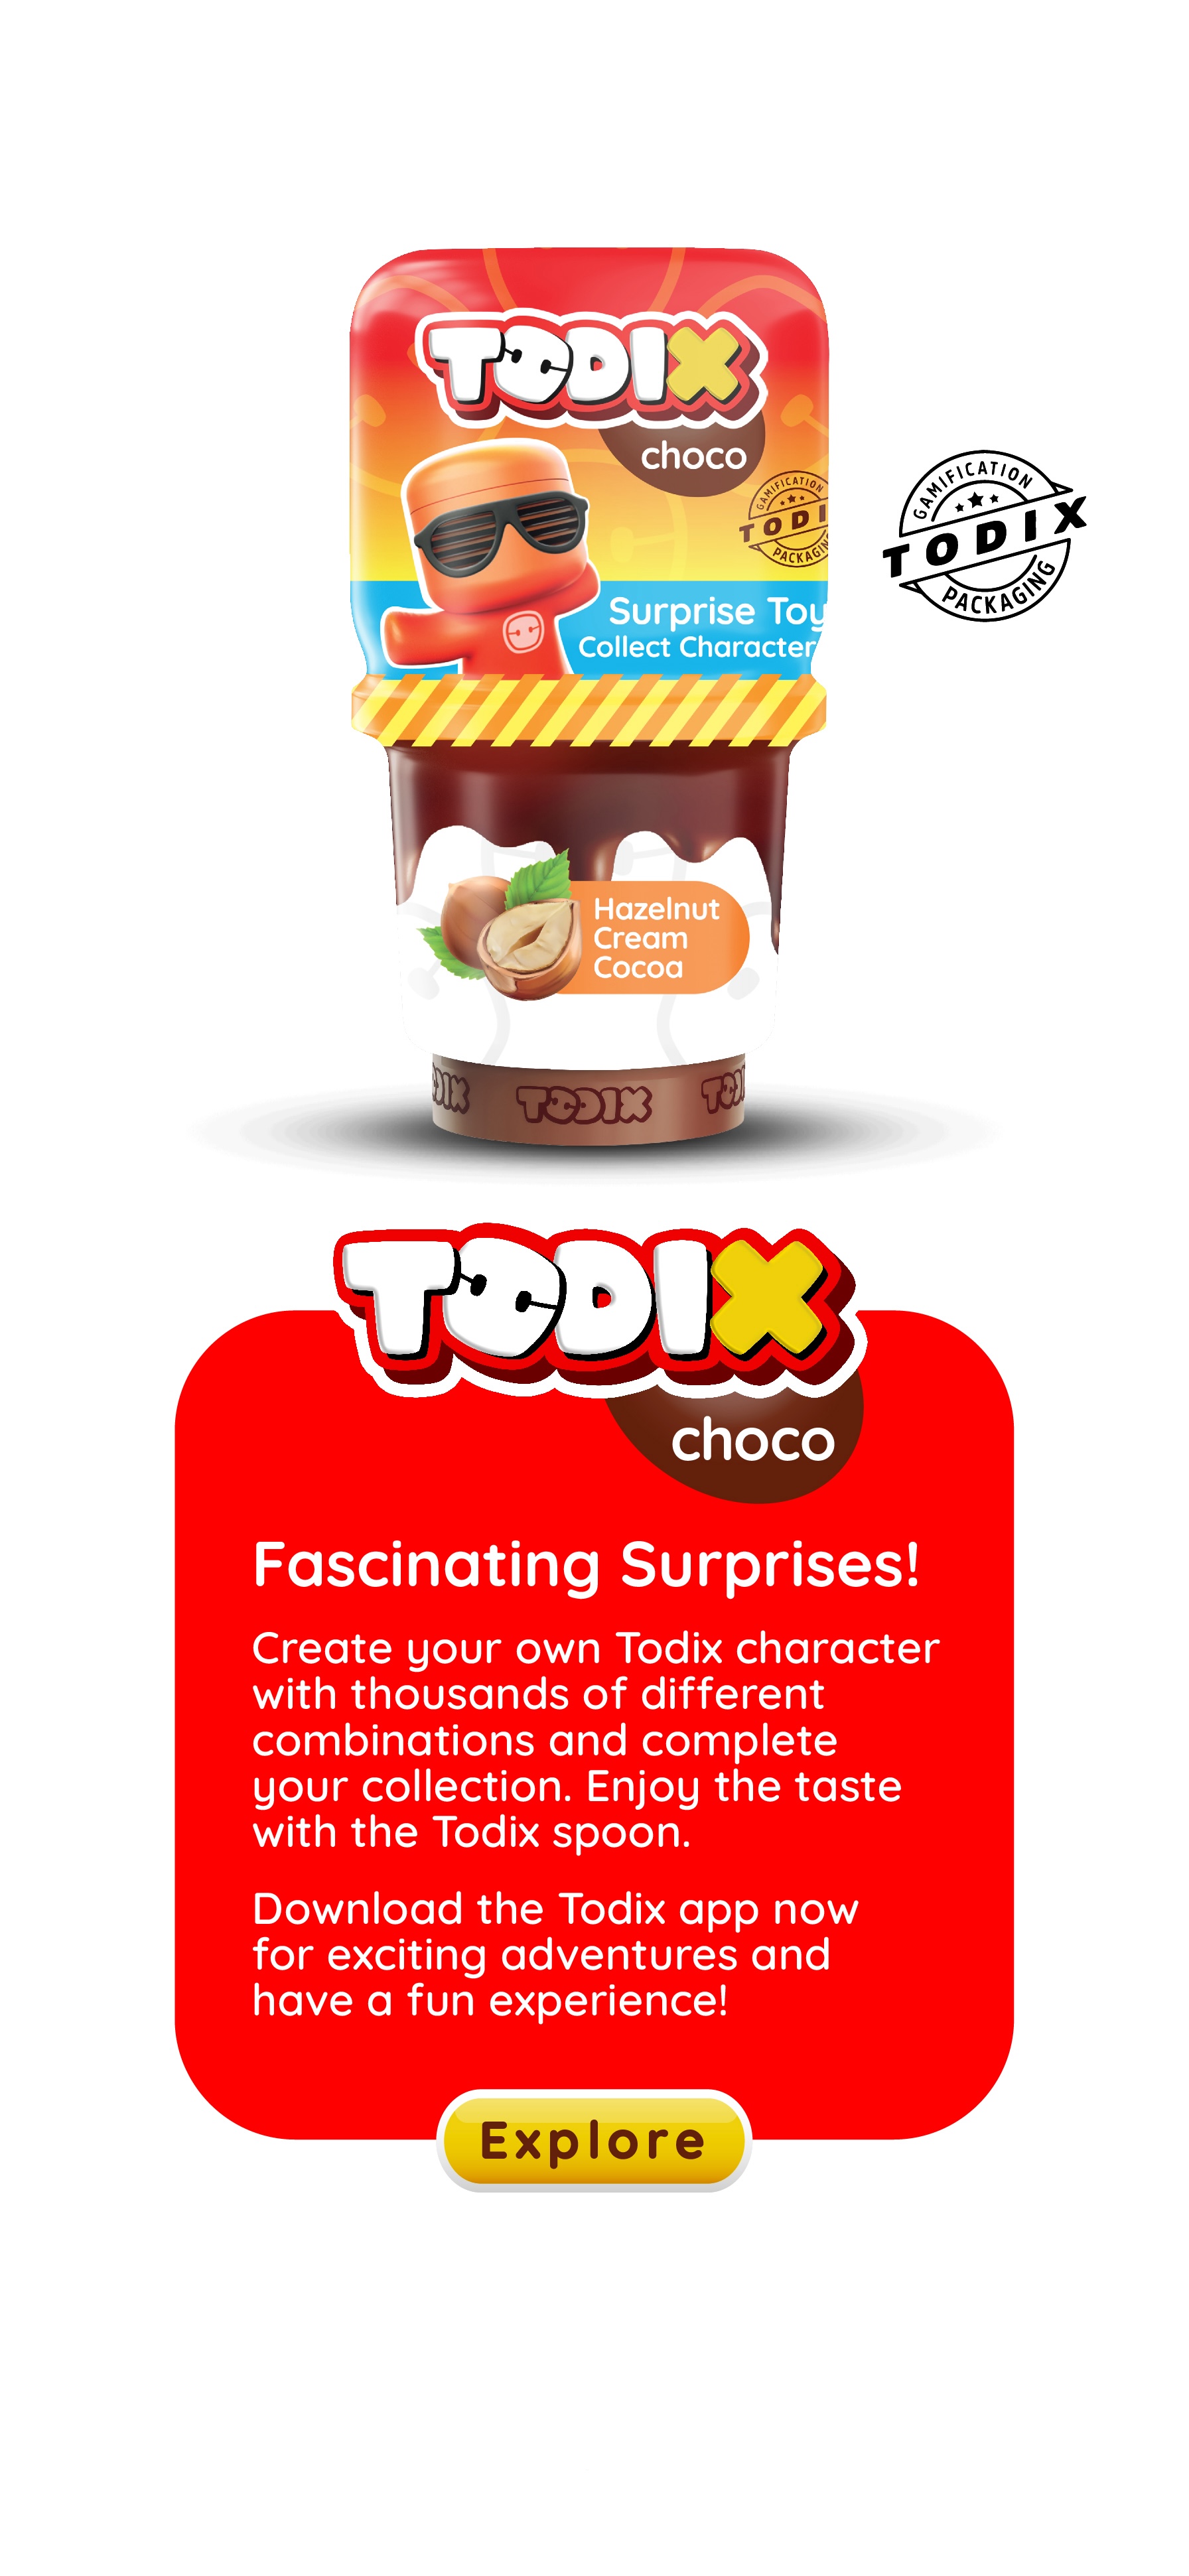 TODIX
choco
GAMIFICATION
TODI
PACKAGING
Surprise Toy
Collect Character
GAMIFICATION
TODIX
PACKAGING
Hazelnut
Cream
Cocoa
TODIX
TODIX
choco
Fascinating Surprises!
Create your own Todix character
with thousands of different
combinations and complete
your collection. Enjoy the taste
with the Todix spoon.
Download the Todix app now
for exciting adventures and
have a fun experience!
Explore